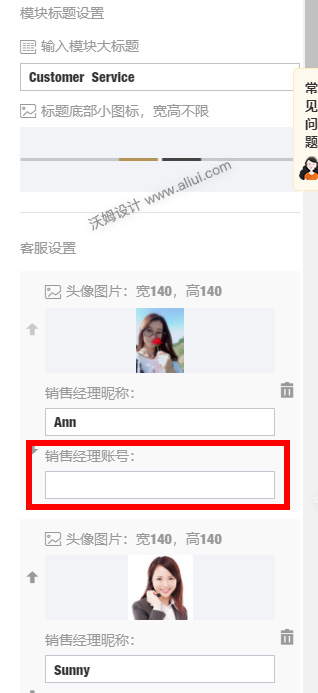 模块标题设置
输入模块大标题
Customer Service
标题底部小图标，宽高不限
沃姆设计 www.aliui.com
客服设置
头像图片：宽140，高140
销售经理昵称：
Ann
销售经理账号：
头像图片：宽140，高140
销售经理昵称：
Sunny
常
见
问
题